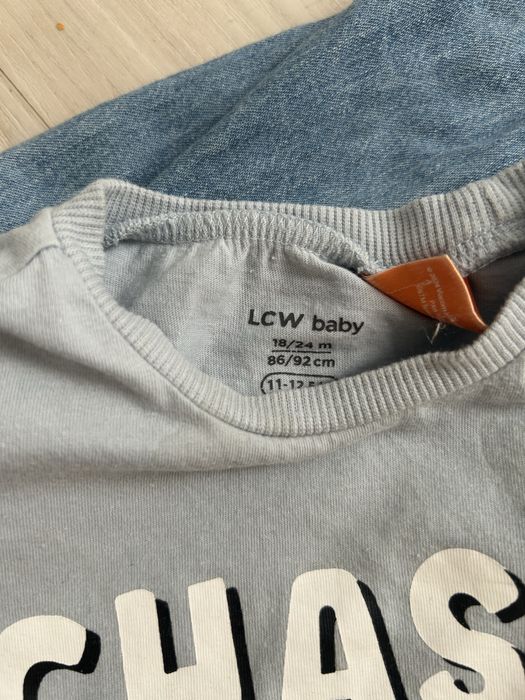 LCW baby
18/24 m
86/92 cm
CHAS